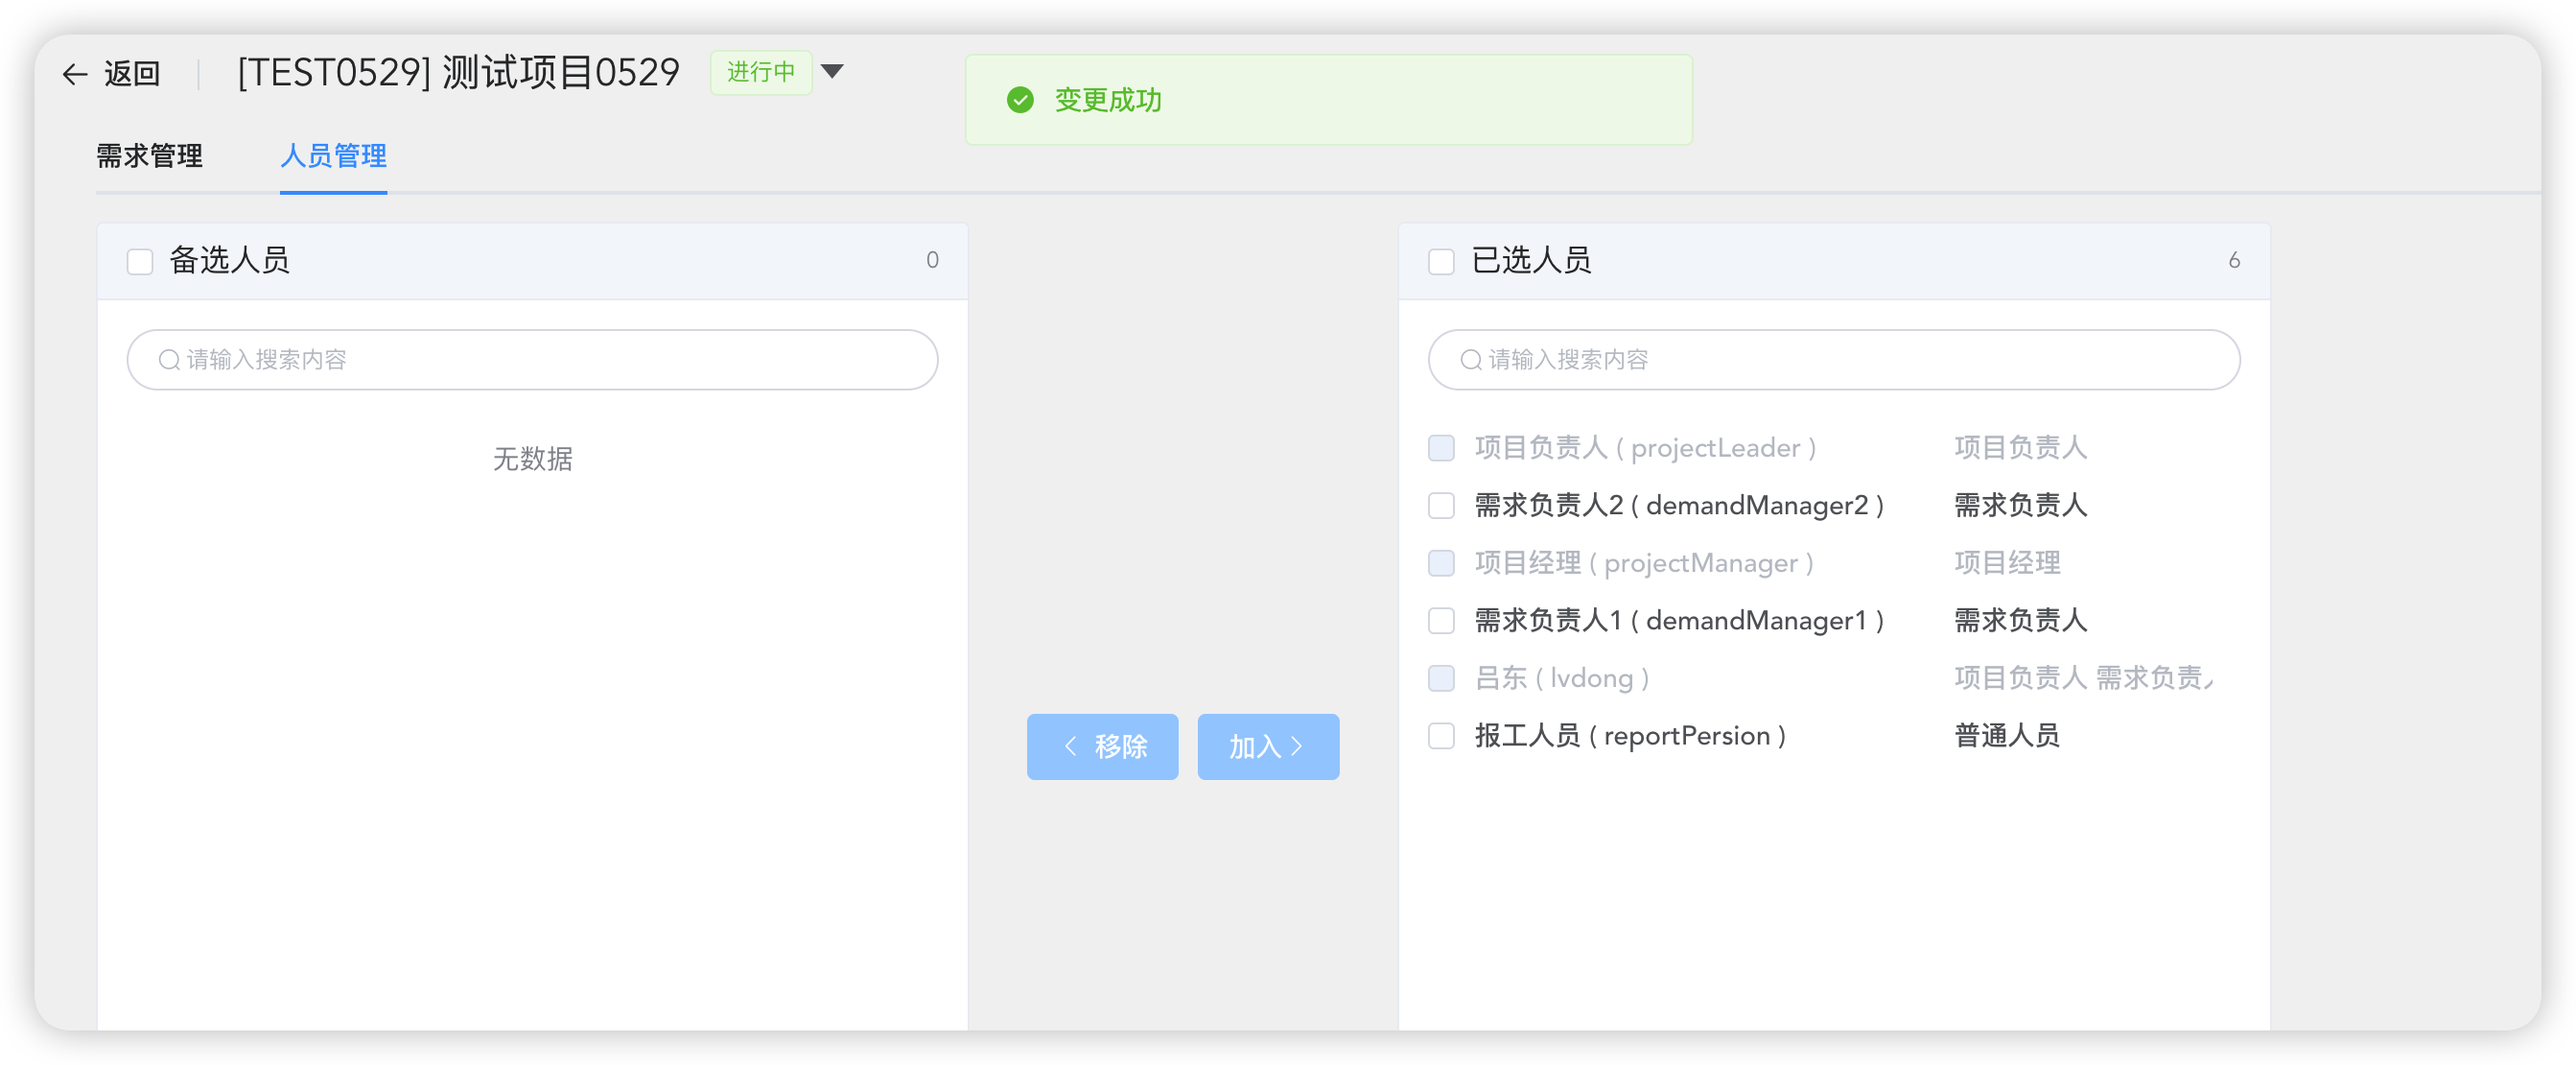 返回
[TEST0529] 测试项目0529
进行中
变更成功
需求管理
人员管理
备选人员
0
请输入搜索内容
无数据
移除
加入
已选人员
6
请输入搜索内容
项目负责人 ( projectLeader ) 项目负责人
需求负责人2 ( demandManager2 ) 需求负责人
项目经理 ( projectManager ) 项目经理
需求负责人1 ( demandManager1 ) 需求负责人
吕东 ( lvdong ) 项目负责人 需求负责
报工人员 ( reportPersion ) 普通人员